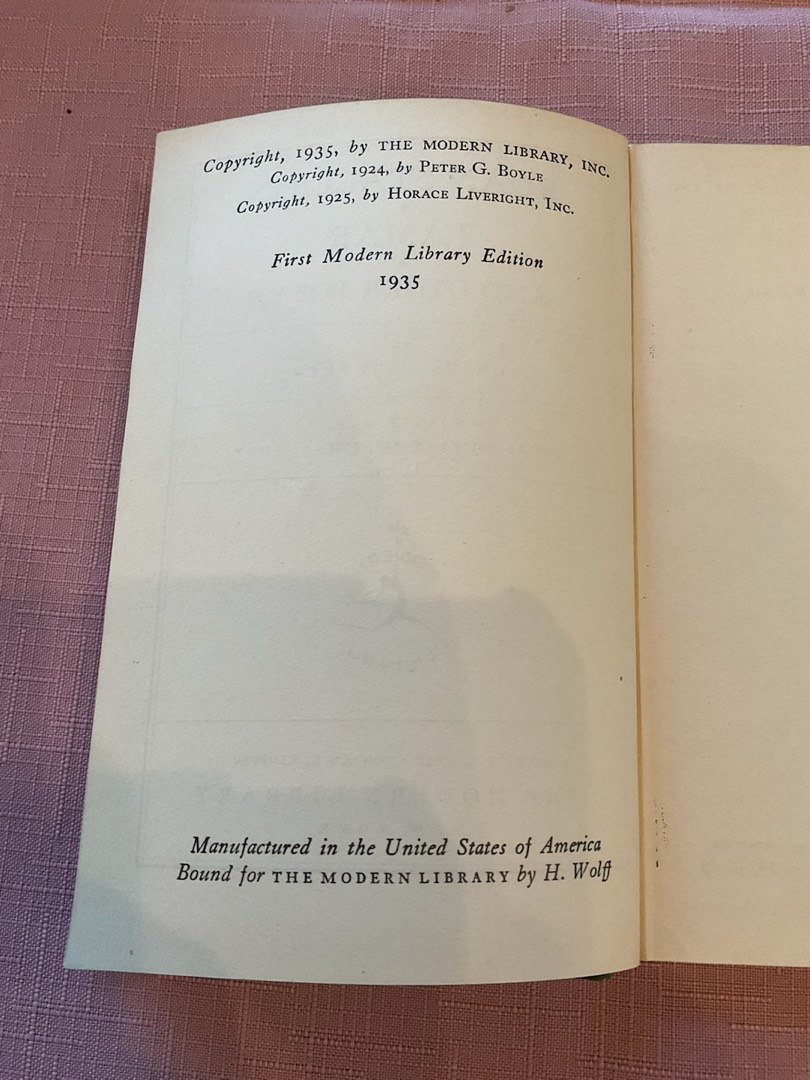 Copyright, 1935, by THE MODERN LIBRARY, INC.
Copyright, 1924, by PETER G. BOYLE
Copyright, 1925, by HORACE LIVERIGHT, INC.
First Modern Library Edition
1935
Manufactured in the United States of America
Bound for THE MODERN LIBRARY by H. Wolff